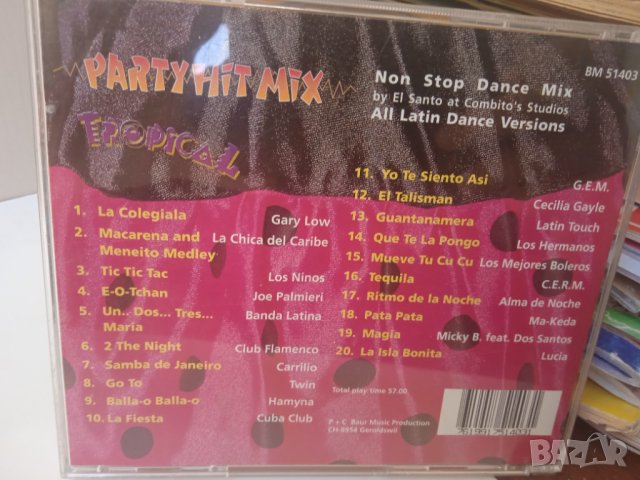 PARTY HIT MIX
TROPICAL
Non Stop Dance Mix
by El Santo at Combito's Studios
All Latin Dance Versions
BM 51403
1. La Colegiala Gary Low
2. Macarena and
Meneito Medley La Chica del Caribe
3. Tic Tic Tac Los Ninos
4. E-O-Tchan Joe Palmieri
5. Un.. Dos... Tres...
Maria Banda Latina
6. 2 The Night Club Flamenco
7. Samba de Janeiro Carrilio
8. Go To Twin
9. Balla-o Balla-o Hamyna
10. La Fiesta Cuba Club
11. Yo Te Siento Asi G.E.M.
12. El Talisman Cecilia Gayle
13. Guantanamera Latin Touch
14. Que Te La Pongo Los Hermanos
15. Mueve Tu Cu Cu Los Mejores Boleros
16. Tequila C.E.R.M.
17. Ritmo de la Noche Alma de Noche
18. Pata Pata Ma-Keda
19. Magia Micky B. feat. Dos Santos
20. La Isla Bonita Lucia
Total play time 57.00
P + C Baur Music Production
CH-8954 Geroldswil
BAZAR